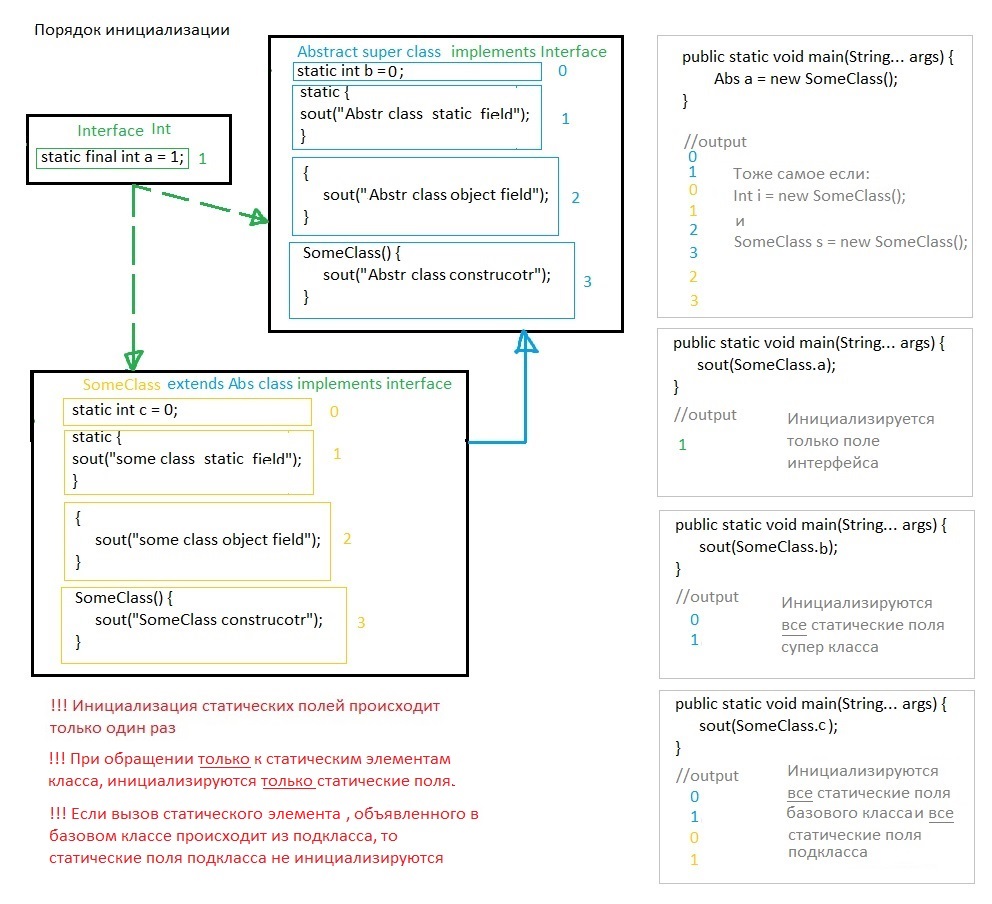 Порядок инициализации
Interface Int
static final int a = 1;
1
Abstract super class implements Interface
static int b = 0;
0
static {
sout("Abstr class static field");
}
1
{
sout("Abstr class object field");
}
2
SomeClass() {
sout("Abstr class construcotr");
}
3
SomeClass extends Abs class implements interface
static int c = 0;
0
static {
sout("some class static field");
}
1
{
sout("some class object field");
}
2
SomeClass() {
sout("SomeClass construcotr");
}
3
!!! Инициализация статических полей происходит
только один раз
!!! При обращении только к статическим элементам
класса, инициализируются только статические поля.
!!! Если вызов статического элемента , объявленного в
базовом классе происходит из подкласса, то
статические поля подкласса не инициализируются
public static void main(String... args) {
Abs a = new SomeClass();
}
//output
0
1
0
1
2
3
2
3
Тоже самое если:
Int i = new SomeClass();
и
SomeClass s = new SomeClass();
public static void main(String... args) {
sout(SomeClass.a);
}
//output
1
Инициализируется
только поле
интерфейса
public static void main(String... args) {
sout(SomeClass.b);
}
//output
0
1
Инициализируются
все статические поля
супер класса
public static void main(String... args) {
sout(SomeClass.c);
}
//output
0
1
0
1
Инициализируются
все статические поля
базового класса и все
статические поля
подкласса